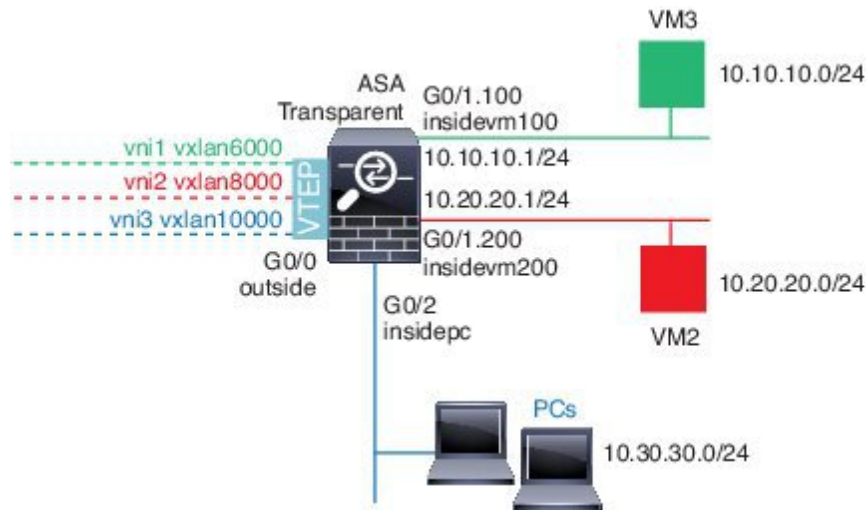 VM3
10.10.10.0/24
ASA
Transparent
G0/1.100
insidevm100
vni1 vxlan6000
10.10.10.1/24
vni2 vxlan8000
VTEP
10.20.20.1/24
vni3 vxlan10000
G0/1.200
insidevm200
G0/0
outside
10.20.20.0/24
G0/2
insidepc
VM2
PCs
10.30.30.0/24